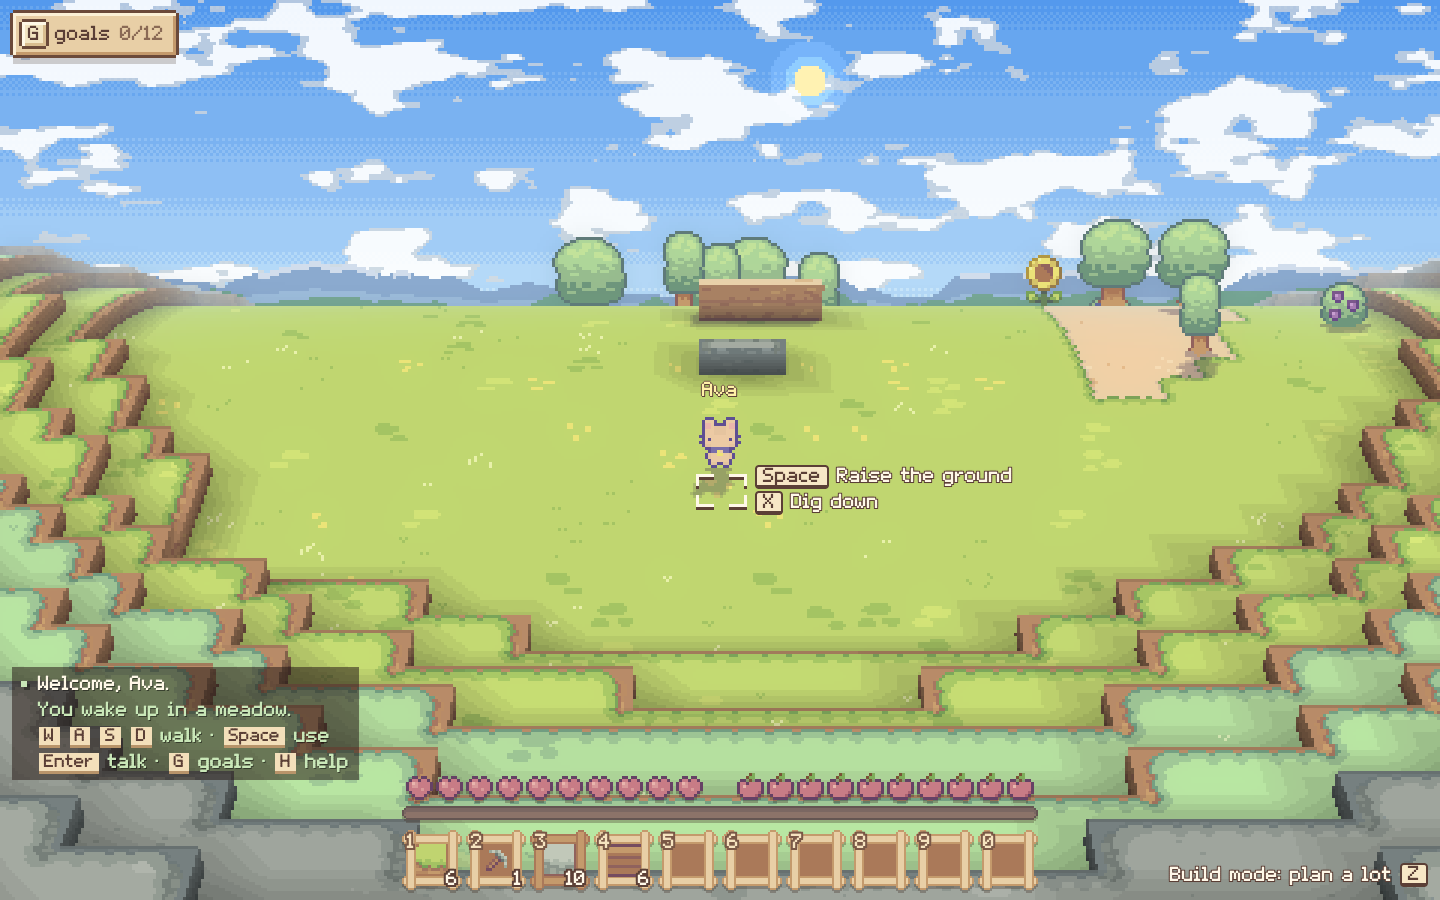 G goals 0/12
Ava
Space Raise the ground
X Dig down
Welcome, Ava.
You wake up in a meadow.
W A S D walk · Space use
Enter talk · G goals · H help
1 2 3 4 5 6 7 8 9 0
6 1 10 6
Build mode: plan a lot Z